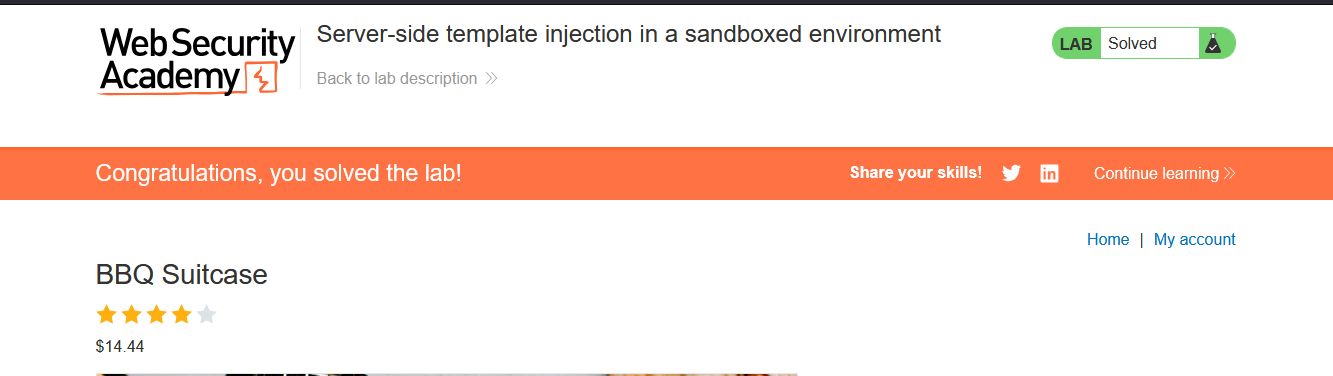 Web Security
Academy
Server-side template injection in a sandboxed environment
Back to lab description
LAB Solved
Congratulations, you solved the lab!
Share your skills!
Continue learning
Home | My account
BBQ Suitcase
$14.44